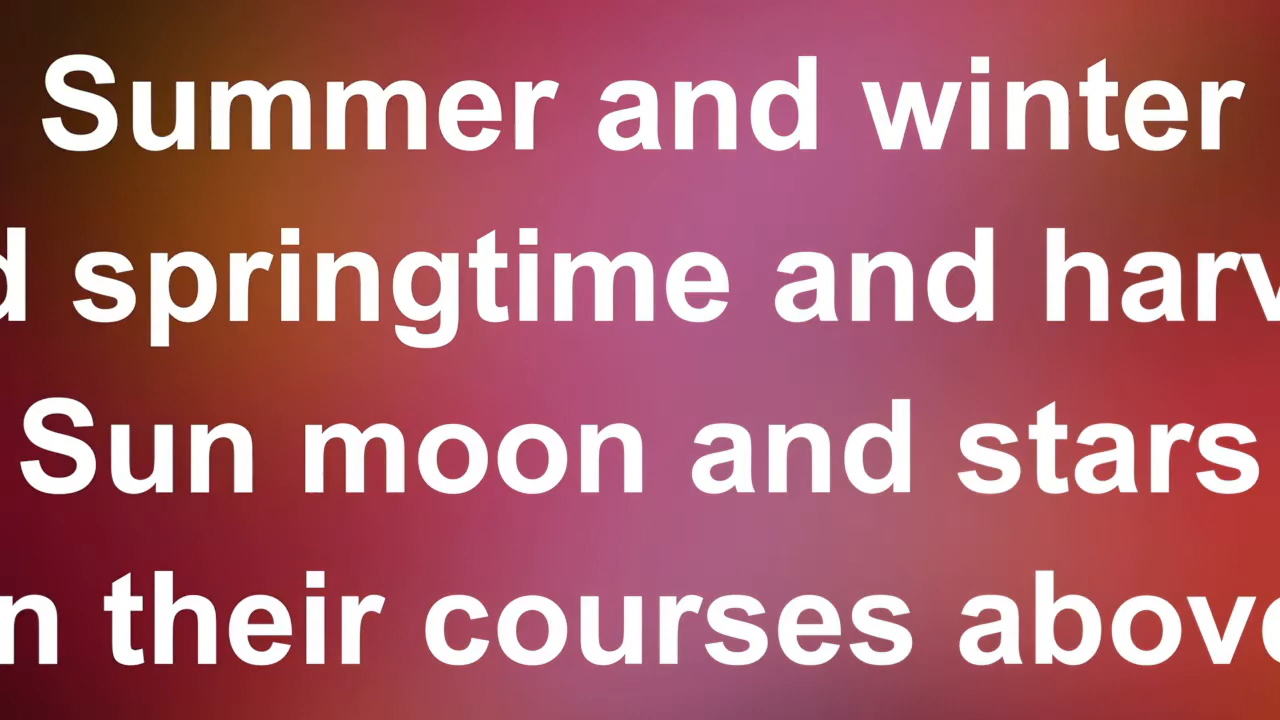 Summer and winter
d springtime and harv
Sun moon and stars
n their courses above